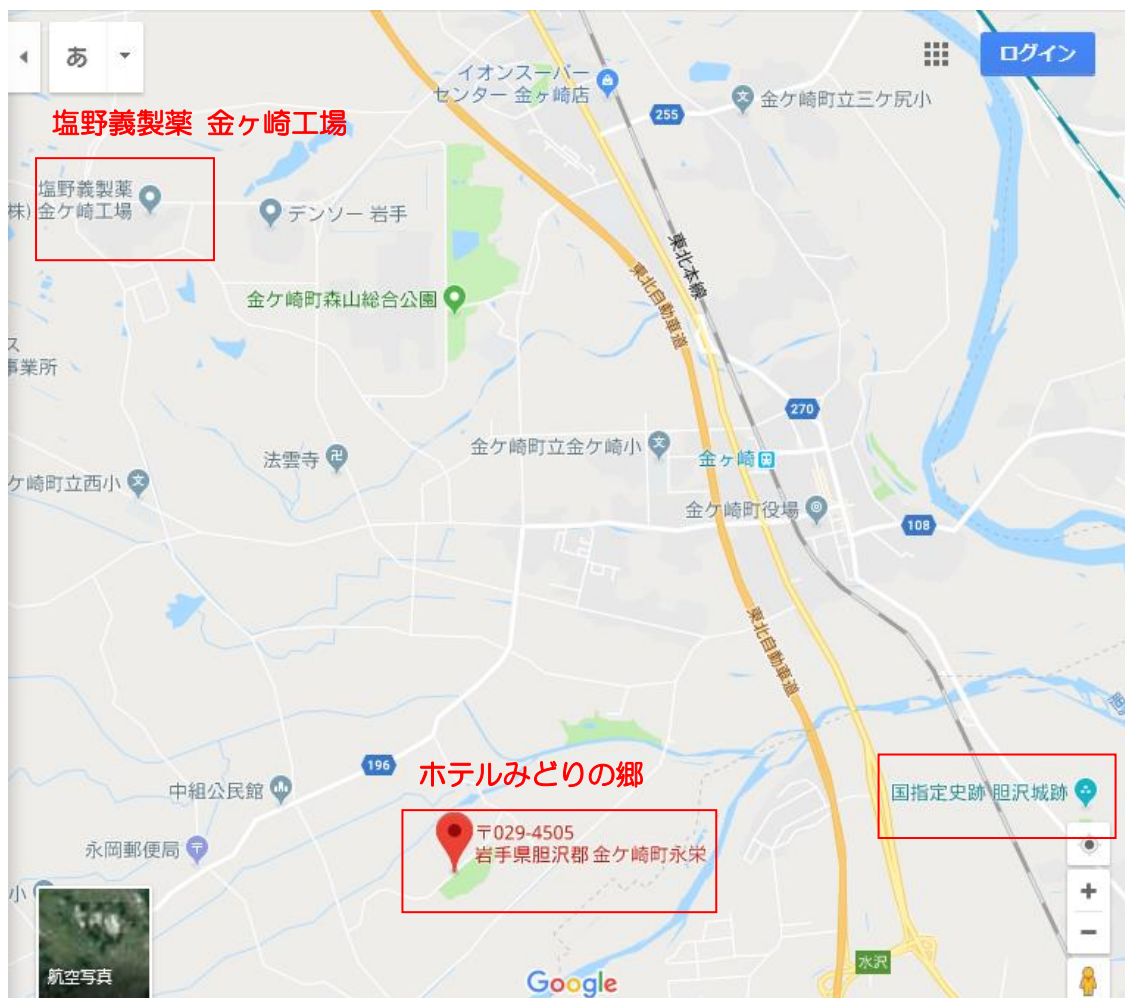 あ
ログイン
イオンスーパー
センター 金ヶ崎店
255
金ケ崎町立三ケ尻小
塩野義製薬 金ヶ崎工場
塩野義製薬
株) 金ケ崎工場
デンソー 岩手
東北本線
東北自動車道
金ケ崎町森山総合公園
ス
事業所
270
法雲寺
金ケ崎町立金ケ崎小
金ヶ崎
ケ崎町立西小
金ケ崎町役場
108
東北自動車道
196
ホテルみどりの郷
中組公民館
国指定史跡 胆沢城跡
〒029-4505
岩手県胆沢郡 金ケ崎町永栄
永岡郵便局
小
航空写真
水沢
Google